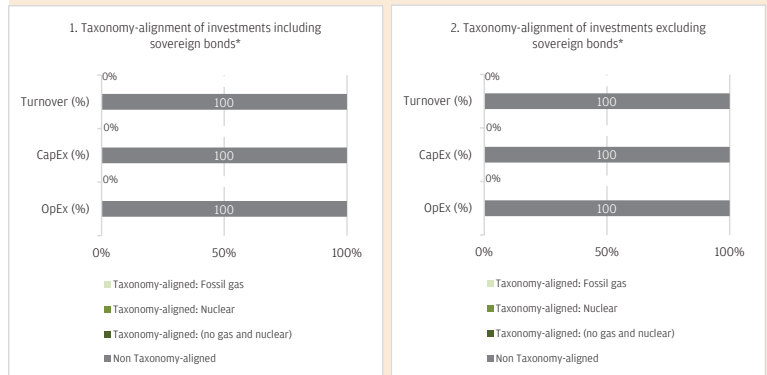 1. Taxonomy-alignment of investments including
sovereign bonds*
0%
Turnover (%)
100
0%
CapEx (%)
100
0%
OpEx (%)
100
0%
50%
100%
Taxonomy-aligned: Fossil gas
Taxonomy-aligned: Nuclear
Taxonomy-aligned: (no gas and nuclear)
Non Taxonomy-aligned
2. Taxonomy-alignment of investments excluding
sovereign bonds*
0%
Turnover (%)
100
0%
CapEx (%)
100
0%
OpEx (%)
100
0%
50%
100%
Taxonomy-aligned: Fossil gas
Taxonomy-aligned: Nuclear
Taxonomy-aligned: (no gas and nuclear)
Non Taxonomy-aligned